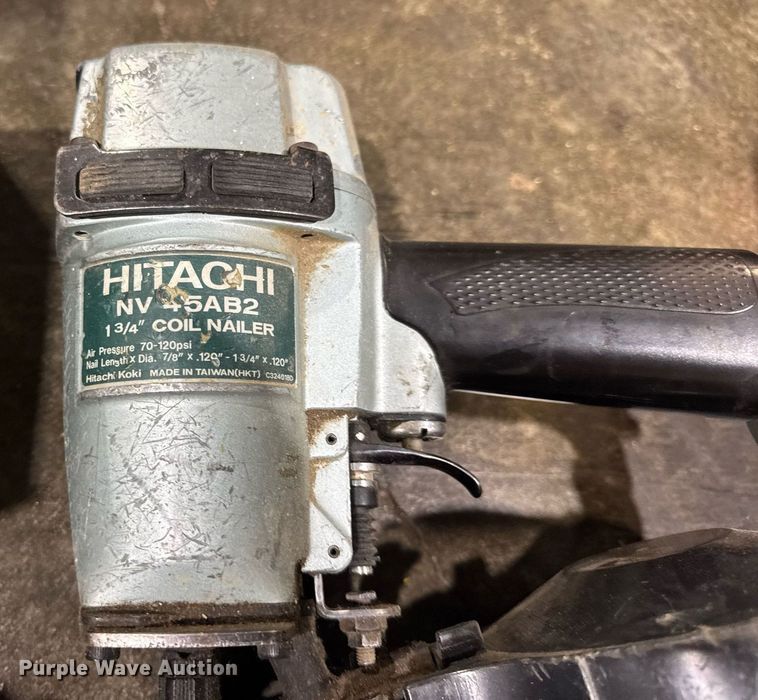 HITACHI
NV 45AB2
1 3/4" COIL NAILER
Air Pressure 70-120psi
Nail Length x Dia. 7/8" x .120" - 1 3/4" x .120"
Hitachi Koki MADE IN TAIWAN(HKT)
Purple Wave Auction